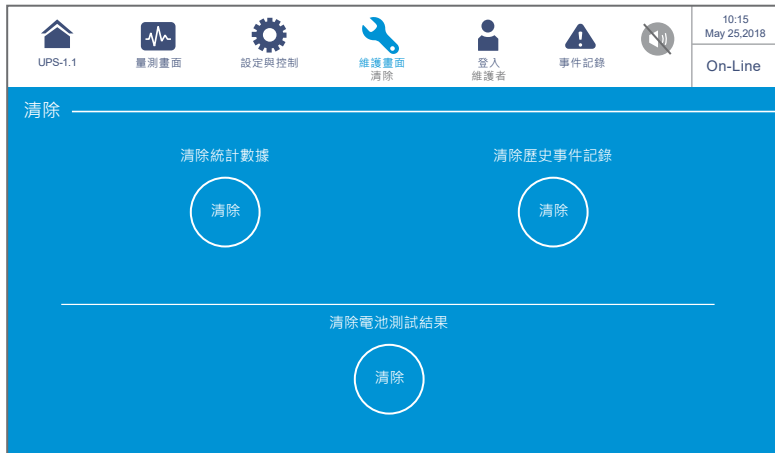 UPS-1.1
量測畫面
設定與控制
維護畫面
清除
登入
維護者
事件記錄
10:15
May 25,2018
On-Line
清除
清除統計數據
清除歷史事件記錄
清除
清除
清除電池測試結果
清除